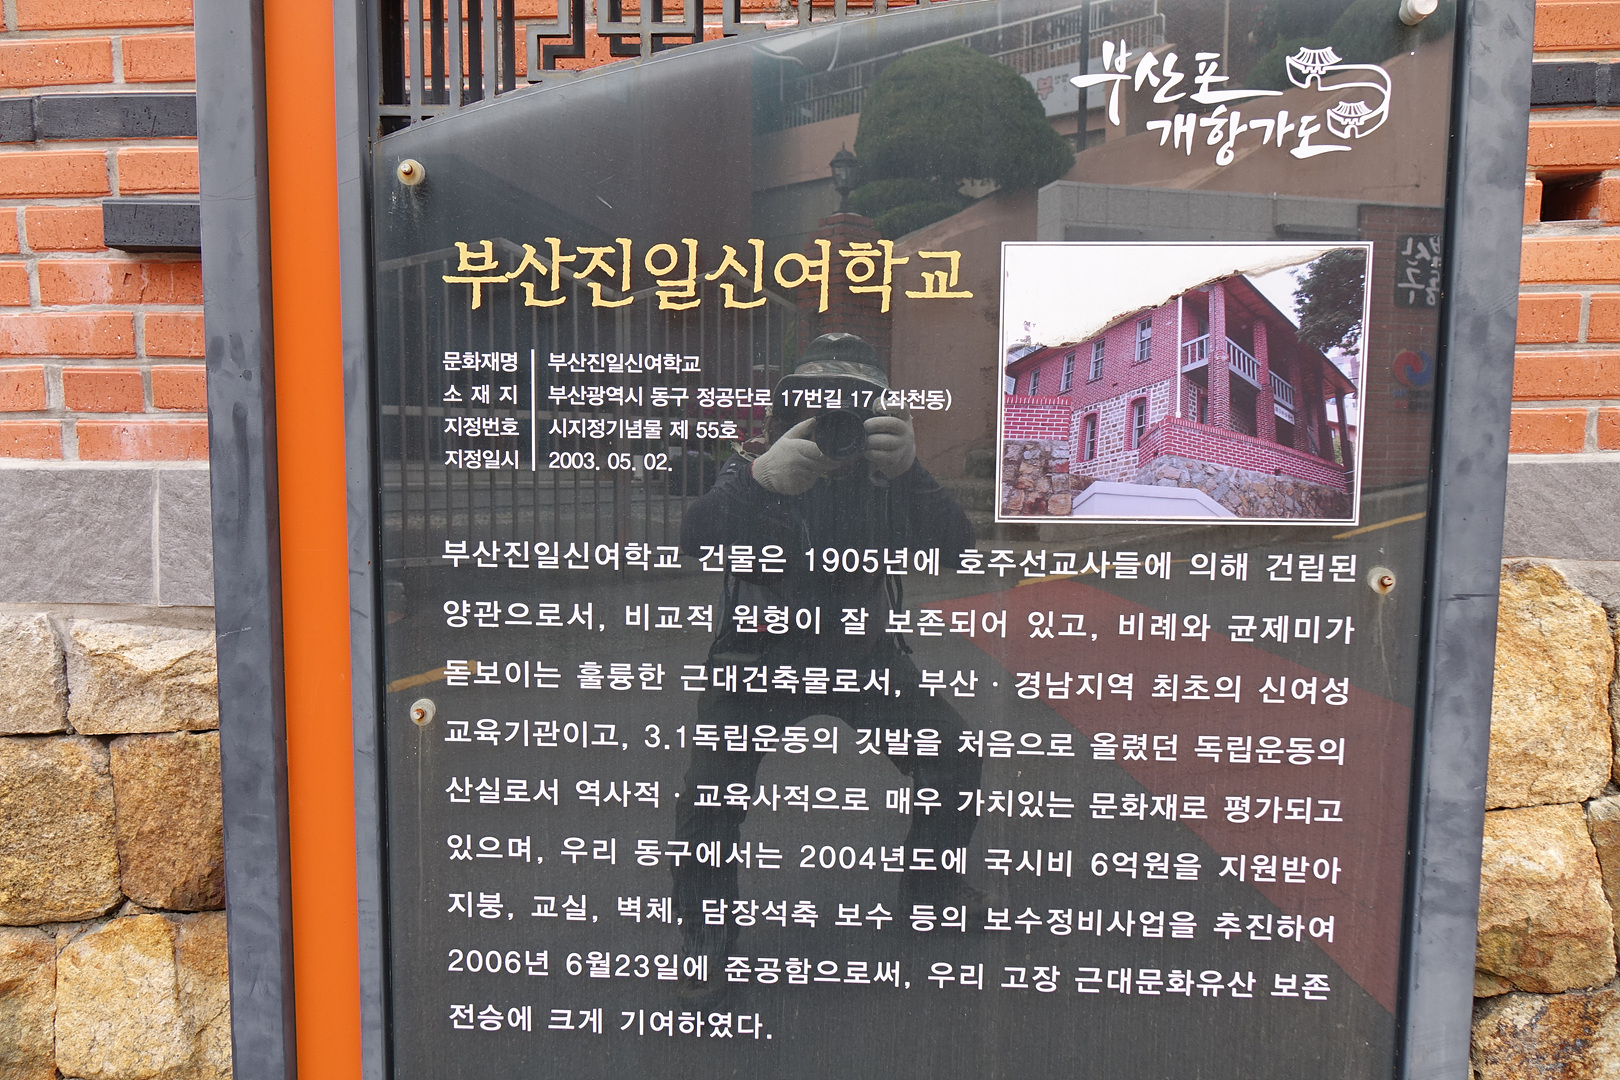 부산포
개항가도
부산진일신여학교
문화재명 부산진일신여학교
소 재 지 부산광역시 동구 정공단로 17번길 17 (좌천동)
지정번호 시지정기념물 제 55호
지정일시 2003. 05. 02.
부산진일신여학교 건물은 1905년에 호주선교사들에 의해 건립된
양관으로서, 비교적 원형이 잘 보존되어 있고, 비례와 균제미가
돋보이는 훌륭한 근대건축물로서, 부산 · 경남지역 최초의 신여성
교육기관이고, 3.1독립운동의 깃발을 처음으로 올렸던 독립운동의
산실로서 역사적 · 교육사적으로 매우 가치있는 문화재로 평가되고
있으며, 우리 동구에서는 2004년도에 국시비 6억원을 지원받아
지붕, 교실, 벽체, 담장석축 보수 등의 보수정비사업을 추진하여
2006년 6월23일에 준공함으로써, 우리 고장 근대문화유산 보존
전승에 크게 기여하였다.